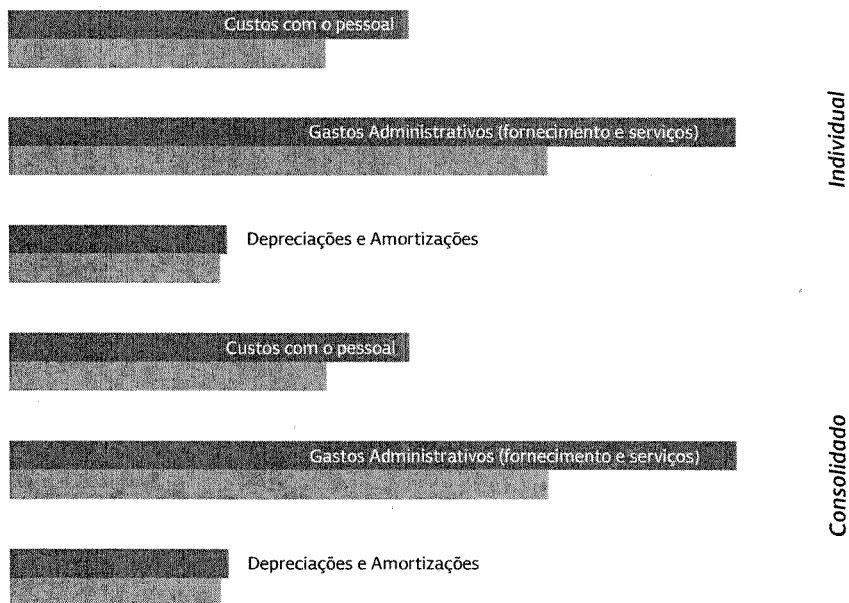 Custos com o pessoal
Gastos Administrativos (fornecimento e serviços)
Depreciações e Amortizações
Individual
Custos com o pessoal
Gastos Administrativos (fornecimento e serviços)
Depreciações e Amortizações
Consolidado